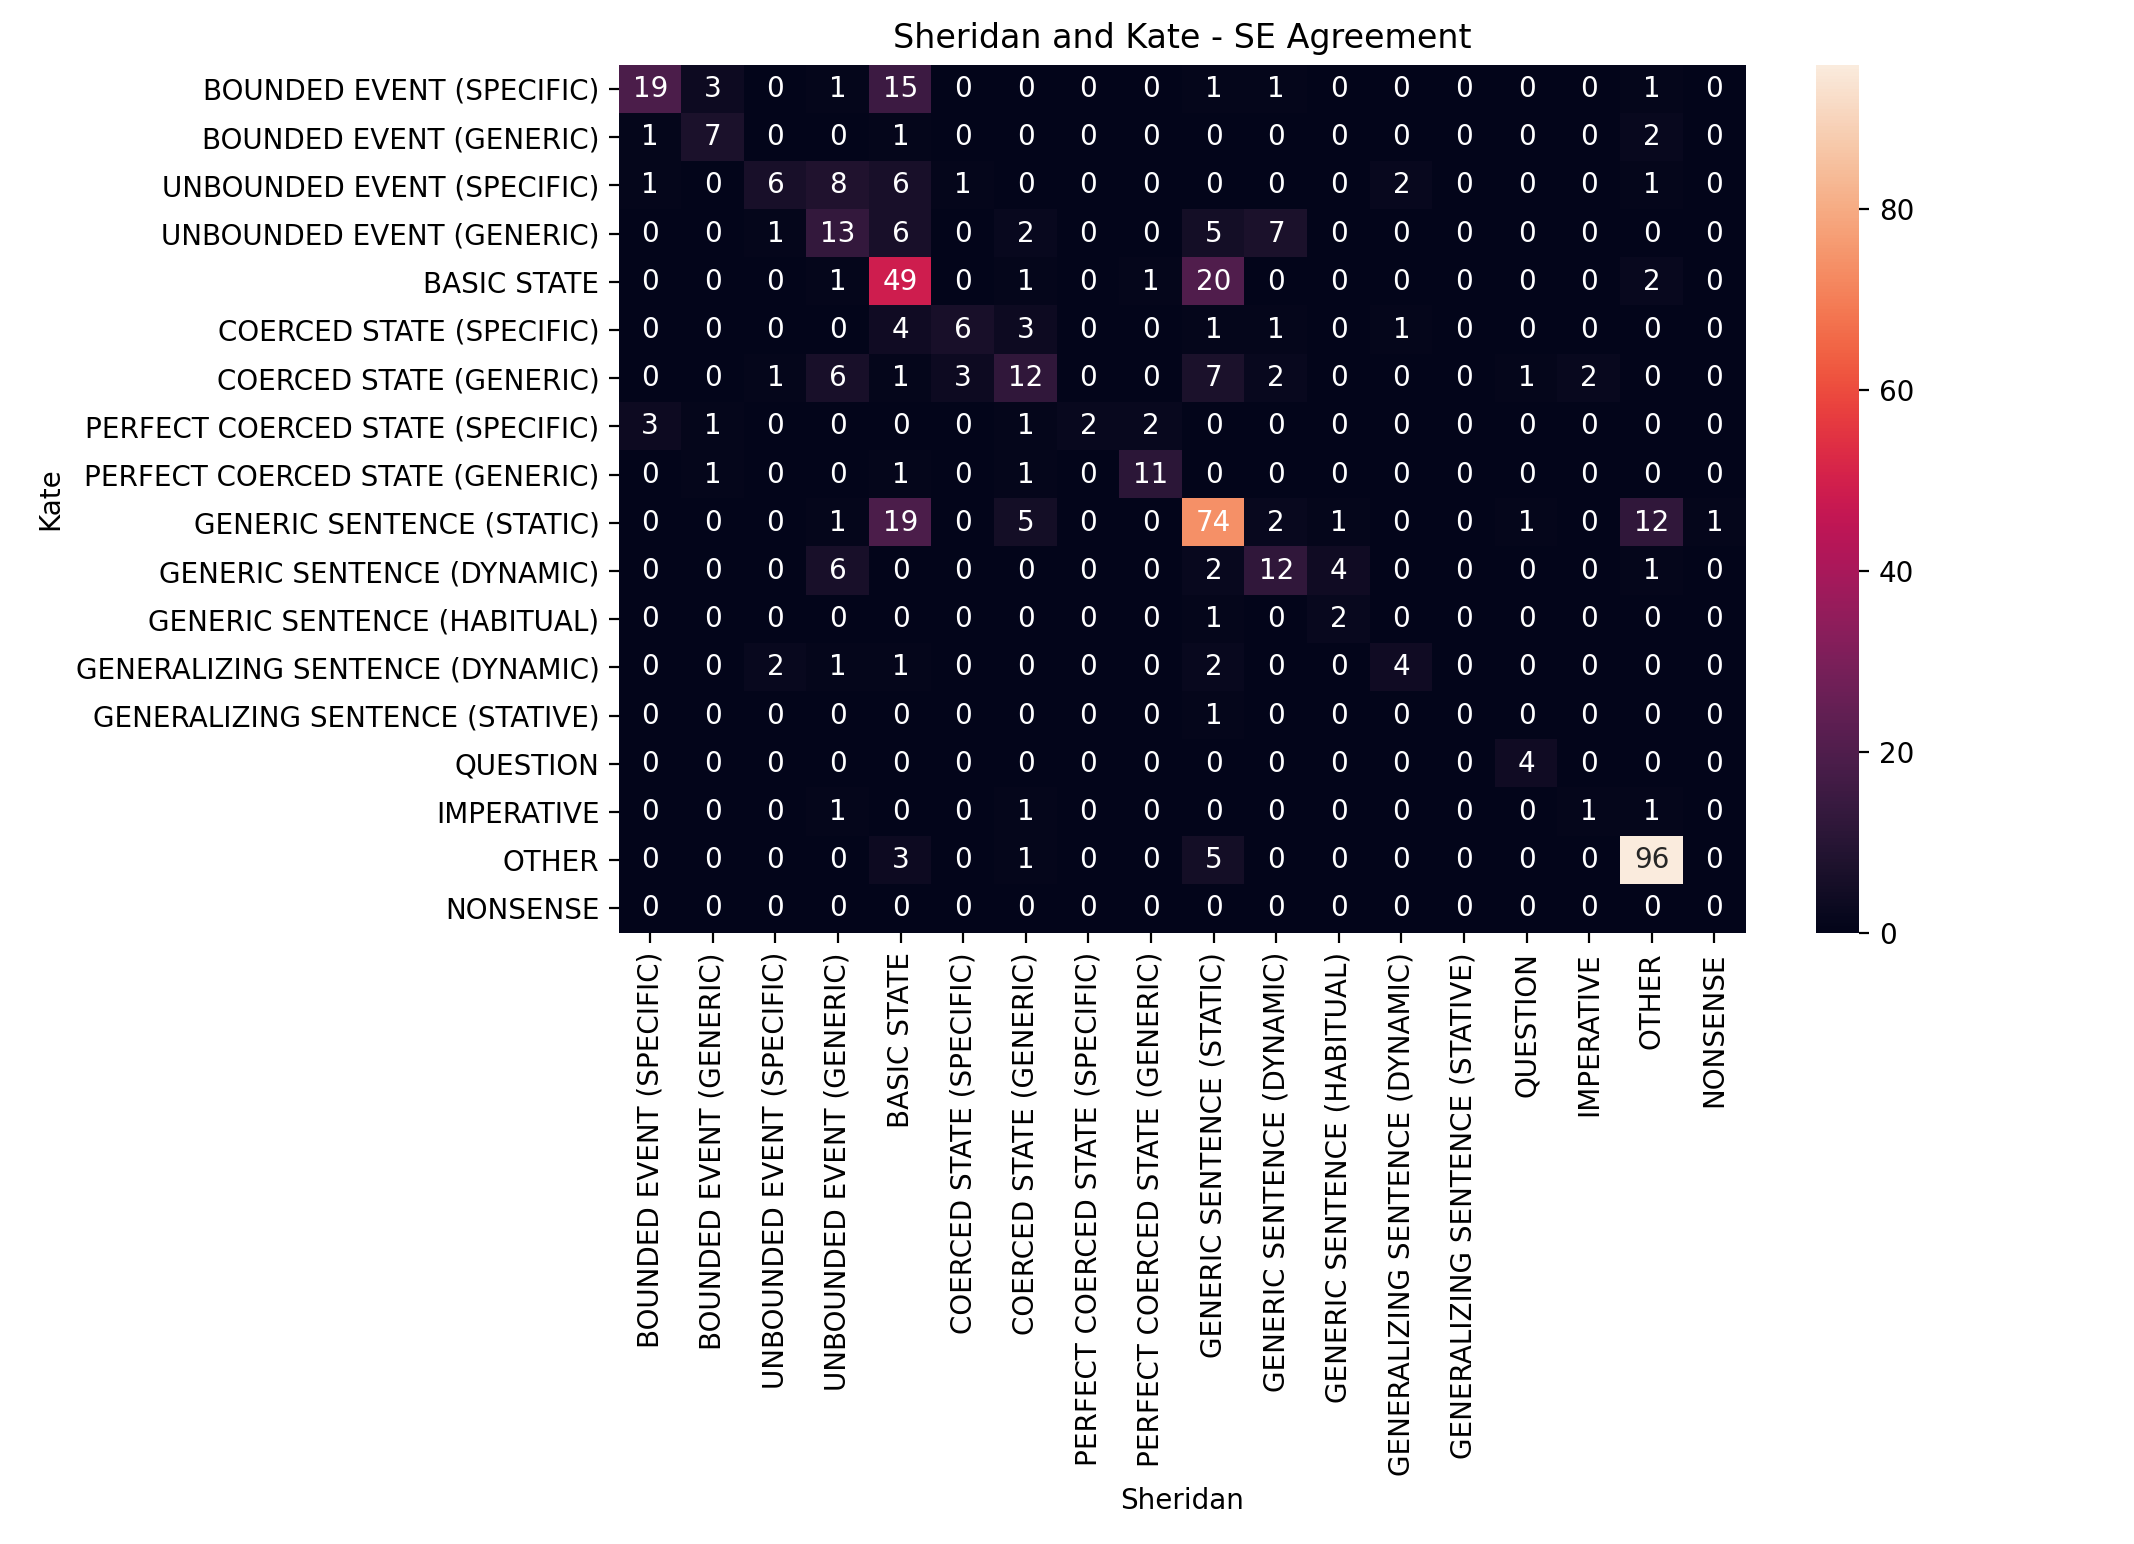 Sheridan and Kate - SE Agreement
BOUNDED EVENT (SPECIFIC) 19 3 0 1 15 0 0 0 0 1 1 0 0 0 0 0 1 0
BOUNDED EVENT (GENERIC) 1 7 0 0 1 0 0 0 0 0 0 0 0 0 0 0 2 0
UNBOUNDED EVENT (SPECIFIC) 1 0 6 8 6 1 0 0 0 0 0 0 2 0 0 0 1 0
UNBOUNDED EVENT (GENERIC) 0 0 1 13 6 0 2 0 0 5 7 0 0 0 0 0 0 0
BASIC STATE 0 0 0 1 49 0 1 0 1 20 0 0 0 0 0 0 2 0
COERCED STATE (SPECIFIC) 0 0 0 0 4 6 3 0 0 1 1 0 1 0 0 0 0 0
COERCED STATE (GENERIC) 0 0 1 6 1 3 12 0 0 7 2 0 0 0 1 2 0 0
PERFECT COERCED STATE (SPECIFIC) 3 1 0 0 0 0 1 2 2 0 0 0 0 0 0 0 0 0
PERFECT COERCED STATE (GENERIC) 0 1 0 0 1 0 1 0 11 0 0 0 0 0 0 0 0 0
GENERIC SENTENCE (STATIC) 0 0 0 1 19 0 5 0 0 74 2 1 0 0 1 0 12 1
GENERIC SENTENCE (DYNAMIC) 0 0 0 6 0 0 0 0 0 2 12 4 0 0 0 0 1 0
GENERIC SENTENCE (HABITUAL) 0 0 0 0 0 0 0 0 0 1 0 2 0 0 0 0 0 0
GENERALIZING SENTENCE (DYNAMIC) 0 0 2 1 1 0 0 0 0 2 0 0 4 0 0 0 0 0
GENERALIZING SENTENCE (STATIVE) 0 0 0 0 0 0 0 0 0 1 0 0 0 0 0 0 0 0
QUESTION 0 0 0 0 0 0 0 0 0 0 0 0 0 0 4 0 0 0
IMPERATIVE 0 0 0 1 0 0 1 0 0 0 0 0 0 0 0 1 1 0
OTHER 0 0 0 0 3 0 1 0 0 5 0 0 0 0 0 0 96 0
NONSENSE 0 0 0 0 0 0 0 0 0 0 0 0 0 0 0 0 0 0
Kate
BOUNDED EVENT (SPECIFIC)
BOUNDED EVENT (GENERIC)
UNBOUNDED EVENT (SPECIFIC)
UNBOUNDED EVENT (GENERIC)
BASIC STATE
COERCED STATE (SPECIFIC)
COERCED STATE (GENERIC)
PERFECT COERCED STATE (SPECIFIC)
PERFECT COERCED STATE (GENERIC)
GENERIC SENTENCE (STATIC)
GENERIC SENTENCE (DYNAMIC)
GENERIC SENTENCE (HABITUAL)
GENERALIZING SENTENCE (DYNAMIC)
GENERALIZING SENTENCE (STATIVE)
QUESTION
IMPERATIVE
OTHER
NONSENSE
Sheridan
80
60
40
20
0